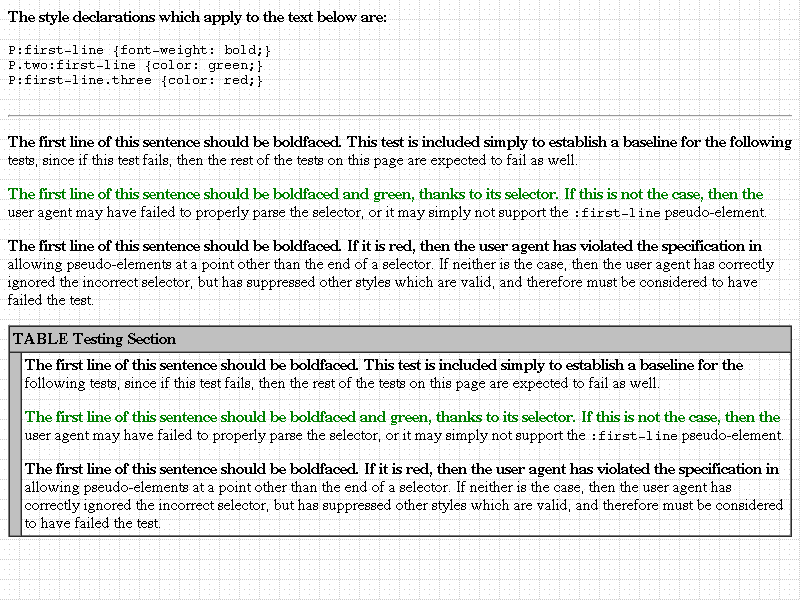 The style declarations which apply to the text below are:
P:first-line {font-weight: bold;}
P.two:first-line {color: green;}
P:first-line.three {color: red;}
The first line of this sentence should be boldfaced. This test is included simply to establish a baseline for the following
tests, since if this test fails, then the rest of the tests on this page are expected to fail as well.
The first line of this sentence should be boldfaced and green, thanks to its selector. If this is not the case, then the
user agent may have failed to properly parse the selector, or it may simply not support the :first-line pseudo-element.
The first line of this sentence should be boldfaced. If it is red, then the user agent has violated the specification in
allowing pseudo-elements at a point other than the end of a selector. If neither is the case, then the user agent has correctly
ignored the incorrect selector, but has suppressed other styles which are valid, and therefore must be considered to have
failed the test.
TABLE Testing Section
The first line of this sentence should be boldfaced. This test is included simply to establish a baseline for the
following tests, since if this test fails, then the rest of the tests on this page are expected to fail as well.
The first line of this sentence should be boldfaced and green, thanks to its selector. If this is not the case, then the
user agent may have failed to properly parse the selector, or it may simply not support the :first-line pseudo-element.
The first line of this sentence should be boldfaced. If it is red, then the user agent has violated the specification in
allowing pseudo-elements at a point other than the end of a selector. If neither is the case, then the user agent has
correctly ignored the incorrect selector, but has suppressed other styles which are valid, and therefore must be considered
to have failed the test.